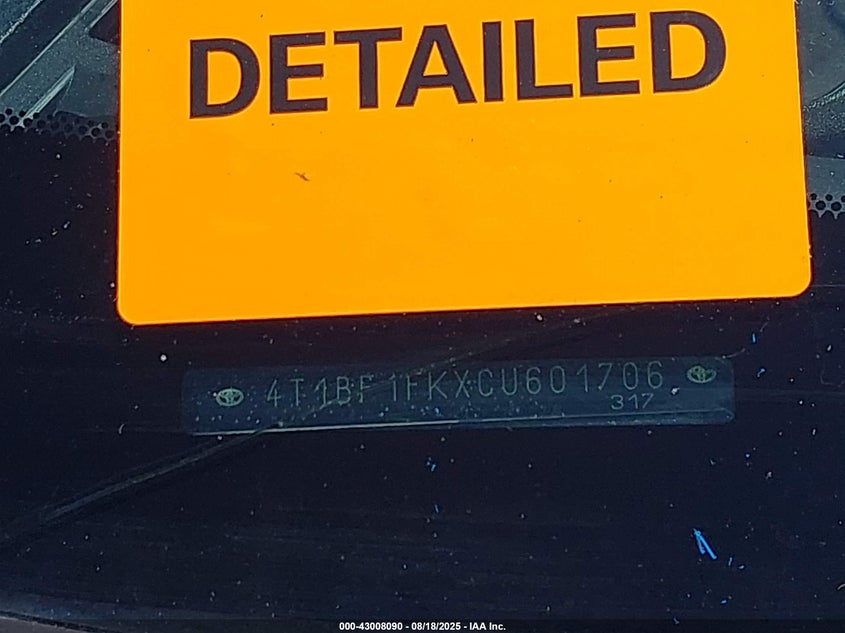 DETAILED
4T1BF1FKXCU601706
317
000-43008090 - 08/18/2025 - IAA Inc.